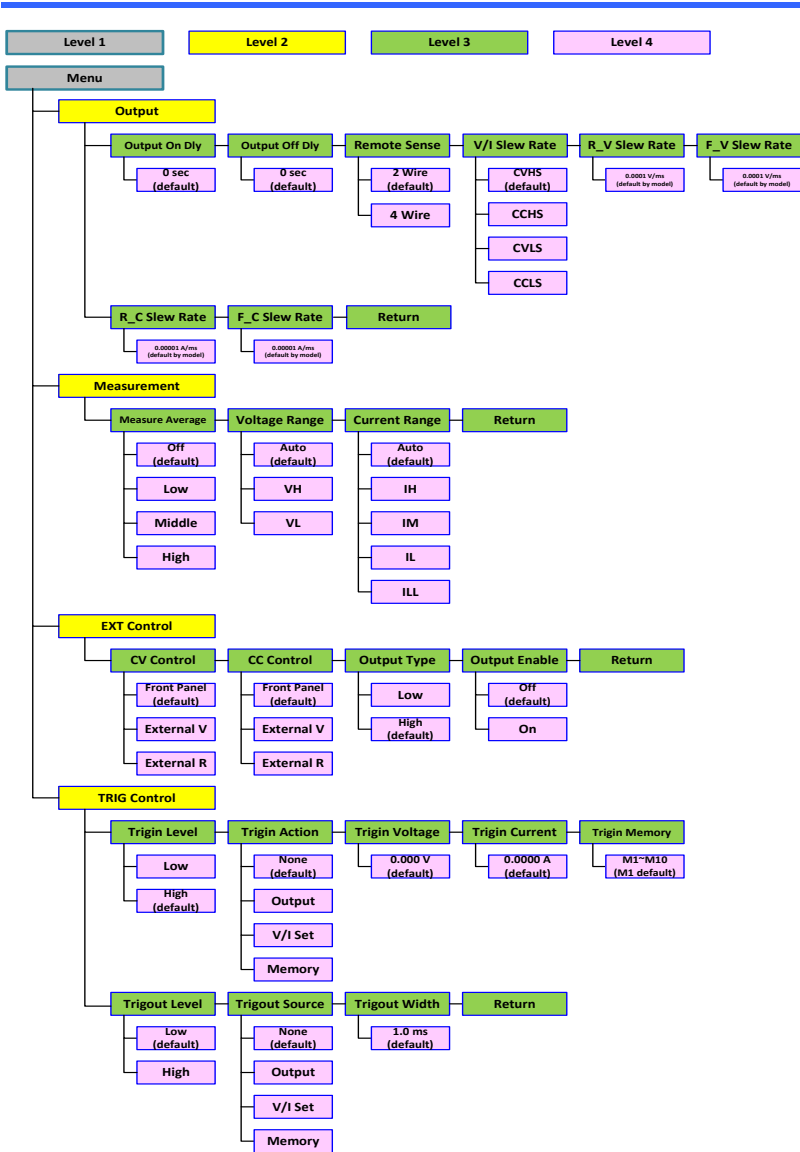 Level 1 Level 2 Level 3 Level 4
Menu
Output
Output On Dly Output Off Dly Remote Sense V/I Slew Rate R_V Slew Rate F_V Slew Rate
0 sec
(default)
0 sec
(default)
2 Wire
(default)
4 Wire
CVHS
(default)
CCHS
CVLS
CCLS
0.0001 V/ms
(default by model)
0.0001 V/ms
(default by model)
R_C Slew Rate F_C Slew Rate Return
0.00001 A/ms
(default by model)
0.00001 A/ms
(default by model)
Measurement
Measure Average Voltage Range Current Range Return
Off
(default)
Low
Middle
High
Auto
(default)
VH
VL
Auto
(default)
IH
IM
IL
ILL
EXT Control
CV Control CC Control Output Type Output Enable Return
Front Panel
(default)
External V
External R
Front Panel
(default)
External V
External R
Low
High
(default)
Off
(default)
On
TRIG Control
Trigin Level Trigin Action Trigin Voltage Trigin Current Trigin Memory
Low
High
(default)
None
(default)
Output
V/I Set
Memory
0.000 V
(default)
0.0000 A
(default)
M1~M10
(M1 default)
Trigout Level Trigout Source Trigout Width Return
Low
(default)
High
None
(default)
Output
V/I Set
Memory
1.0 ms
(default)